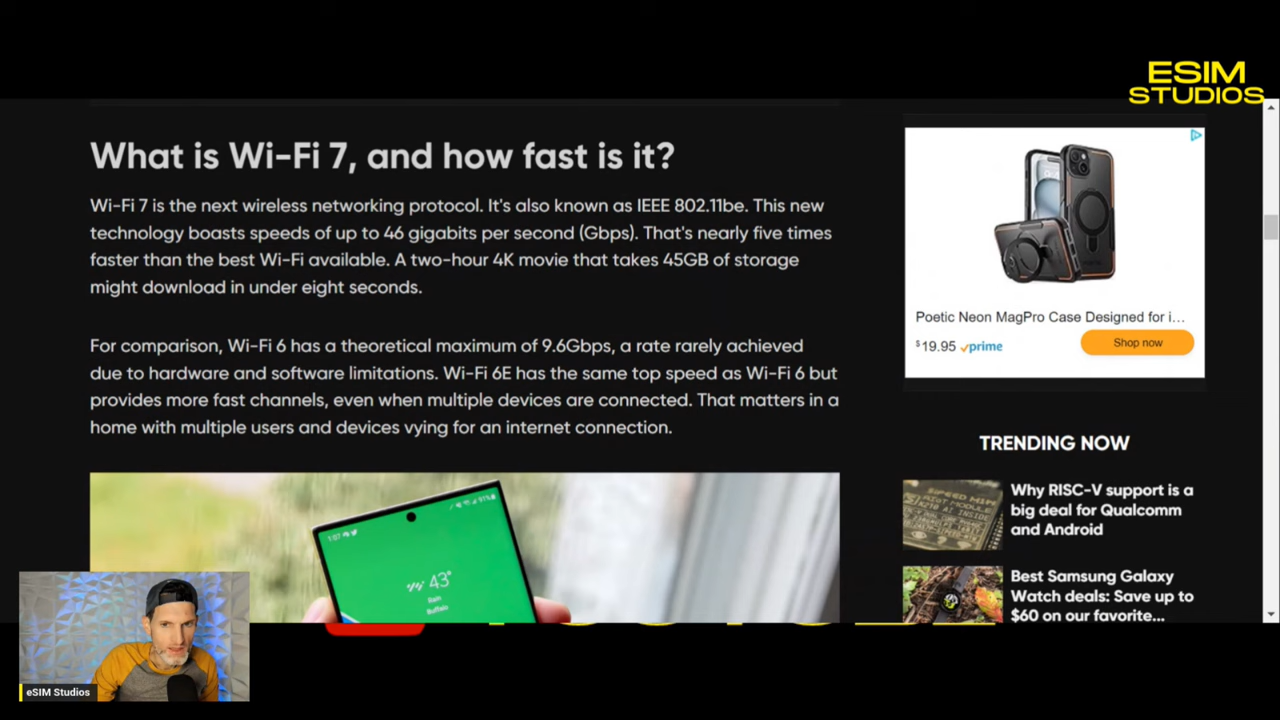 ESIM
STUDIOS
What is Wi-Fi 7, and how fast is it?
Wi-Fi 7 is the next wireless networking protocol. It's also known as IEEE 802.11be. This new
technology boasts speeds of up to 46 gigabits per second (Gbps). That's nearly five times
faster than the best Wi-Fi available. A two-hour 4K movie that takes 45GB of storage
might download in under eight seconds.
For comparison, Wi-Fi 6 has a theoretical maximum of 9.6Gbps, a rate rarely achieved
due to hardware and software limitations. Wi-Fi 6E has the same top speed as Wi-Fi 6 but
provides more fast channels, even when multiple devices are connected. That matters in a
home with multiple users and devices vying for an internet connection.
1:07
91%
43°
Rain
Buffalo
Poetic Neon MagPro Case Designed for i...
$19.95 prime
Shop now
TRENDING NOW
Why RISC-V support is a
big deal for Qualcomm
and Android
Best Samsung Galaxy
Watch deals: Save up to
$60 on our favorite...
eSIM Studios